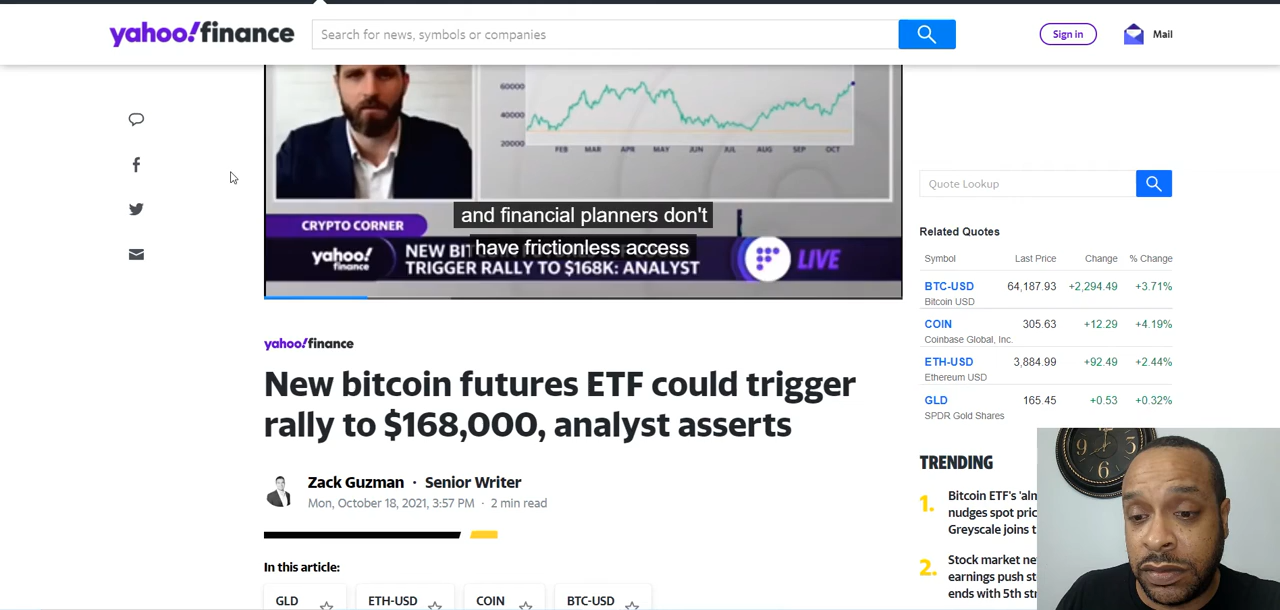 yahoo!finance
Search for news, symbols or companies
Sign in
Mail
60000
40000
20000
FEB MAR APR MAY JUN JUL AUG SEP OCT
and financial planners don't
have frictionless access
CRYPTO CORNER
yahoo!
finance
NEW BI
TRIGGER RALLY TO $168K: ANALYST
LIVE
Quote Lookup
Related Quotes
Symbol Last Price Change % Change
BTC-USD 64,187.93 +2,294.49 +3.71%
Bitcoin USD
COIN 305.63 +12.29 +4.19%
Coinbase Global, Inc.
ETH-USD 3,884.99 +92.49 +2.44%
Ethereum USD
GLD 165.45 +0.53 +0.32%
SPDR Gold Shares
yahoo!finance
New bitcoin futures ETF could trigger
rally to $168,000, analyst asserts
Zack Guzman · Senior Writer
Mon, October 18, 2021, 3:57 PM · 2 min read
In this article:
GLD ETH-USD COIN BTC-USD
TRENDING
1. Bitcoin ETF's 'alm
nudges spot pric
Greyscale joins t
2. Stock market ne
earnings push st
ends with 5th str
3
6